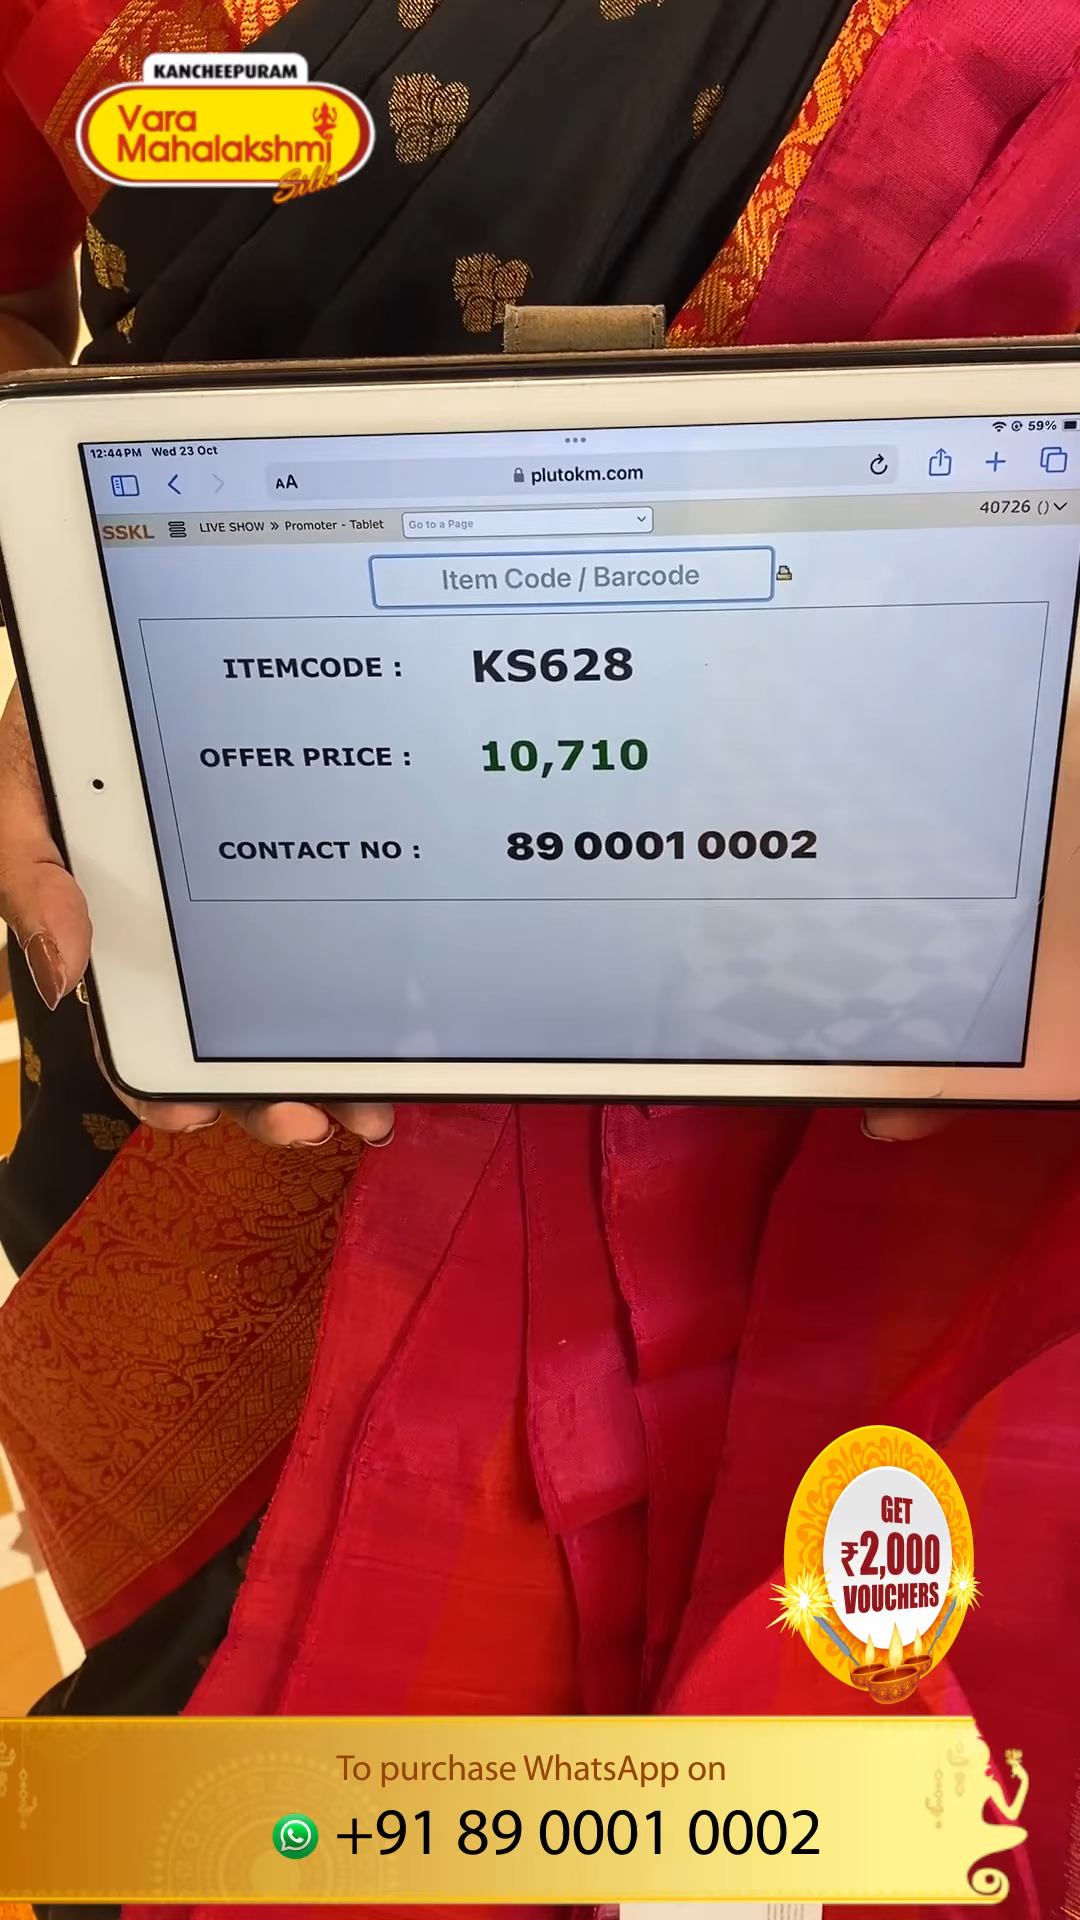 KANCHEEPURAM
Vara
Mahalakshmi
Silks
12:44 PM Wed 23 Oct
59%
AA plutokm.com
SSKL LIVE SHOW » Promoter - Tablet Go to a Page 40726 ()
Item Code / Barcode
ITEMCODE : KS628
OFFER PRICE : 10,710
CONTACT NO : 89 0001 0002
GET
₹2,000
VOUCHERS
To purchase WhatsApp on
+91 89 0001 0002